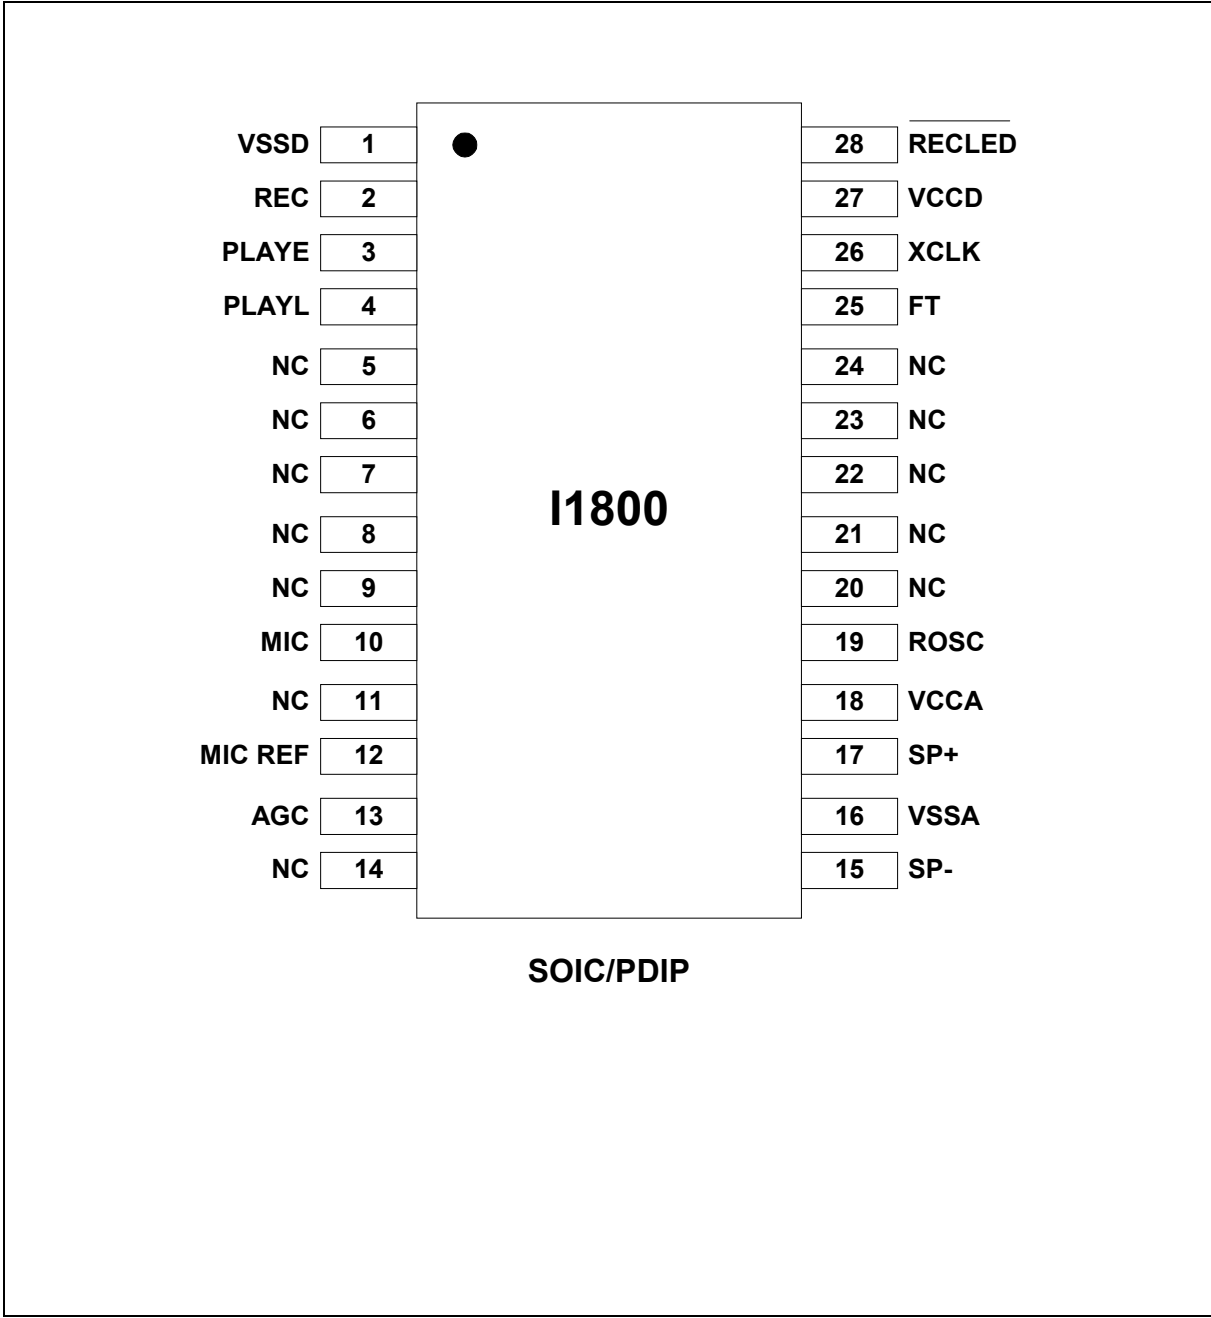 VSSD 1 28 RECLED
REC 2 27 VCCD
PLAYE 3 26 XCLK
PLAYL 4 25 FT
NC 5 24 NC
NC 6 23 NC
NC 7 22 NC
I1800
NC 8 21 NC
NC 9 20 NC
MIC 10 19 ROSC
NC 11 18 VCCA
MIC REF 12 17 SP+
AGC 13 16 VSSA
NC 14 15 SP-
SOIC/PDIP